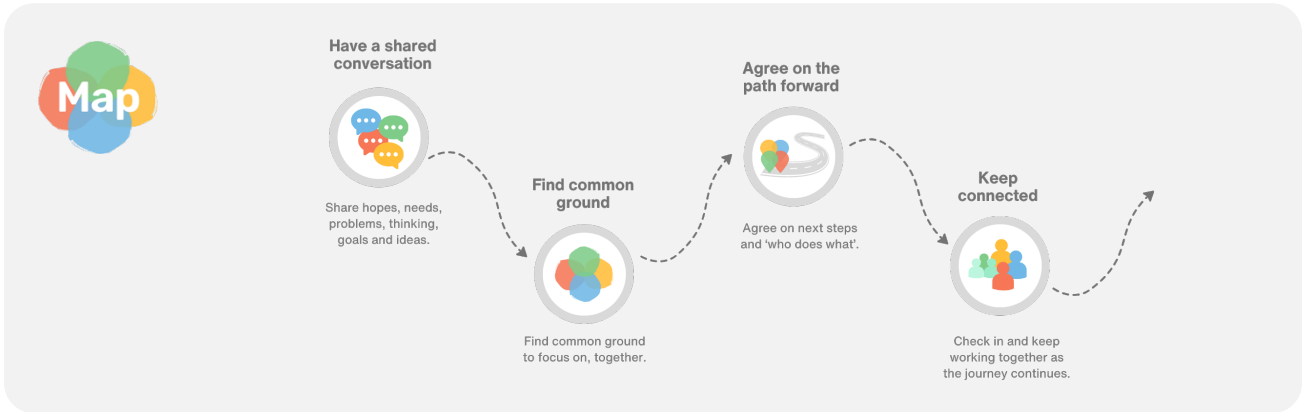 Map
Have a shared
conversation
Share hopes, needs,
problems, thinking,
goals and ideas.
Find common
ground
Find common ground
to focus on, together.
Agree on the
path forward
Agree on next steps
and ‘who does what’.
Keep
connected
Check in and keep
working together as
the journey continues.